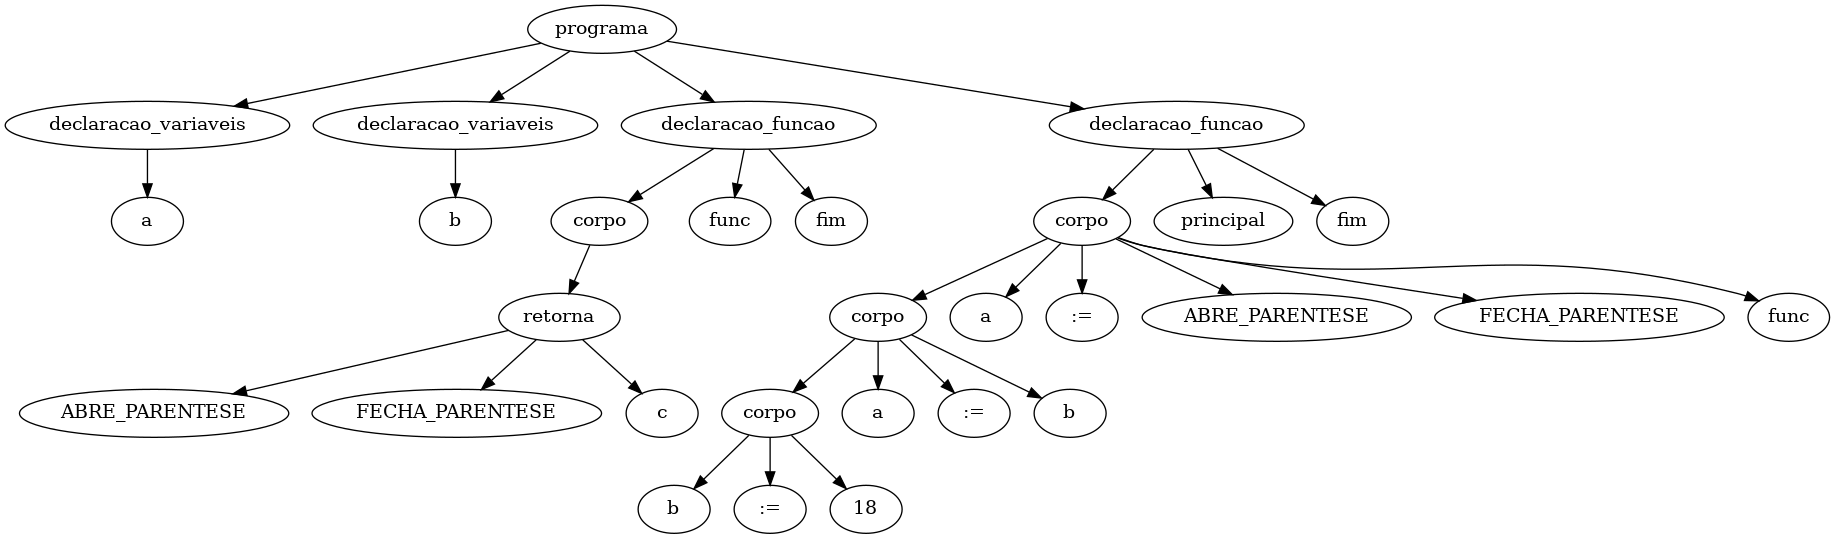 programa
declaracao_variaveis
declaracao_variaveis
declaracao_funcao
declaracao_funcao
a
b
corpo
func
fim
corpo
principal
fim
retorna
corpo
a
:=
ABRE_PARENTESE
FECHA_PARENTESE
func
ABRE_PARENTESE
FECHA_PARENTESE
c
corpo
a
:=
b
b
:=
18